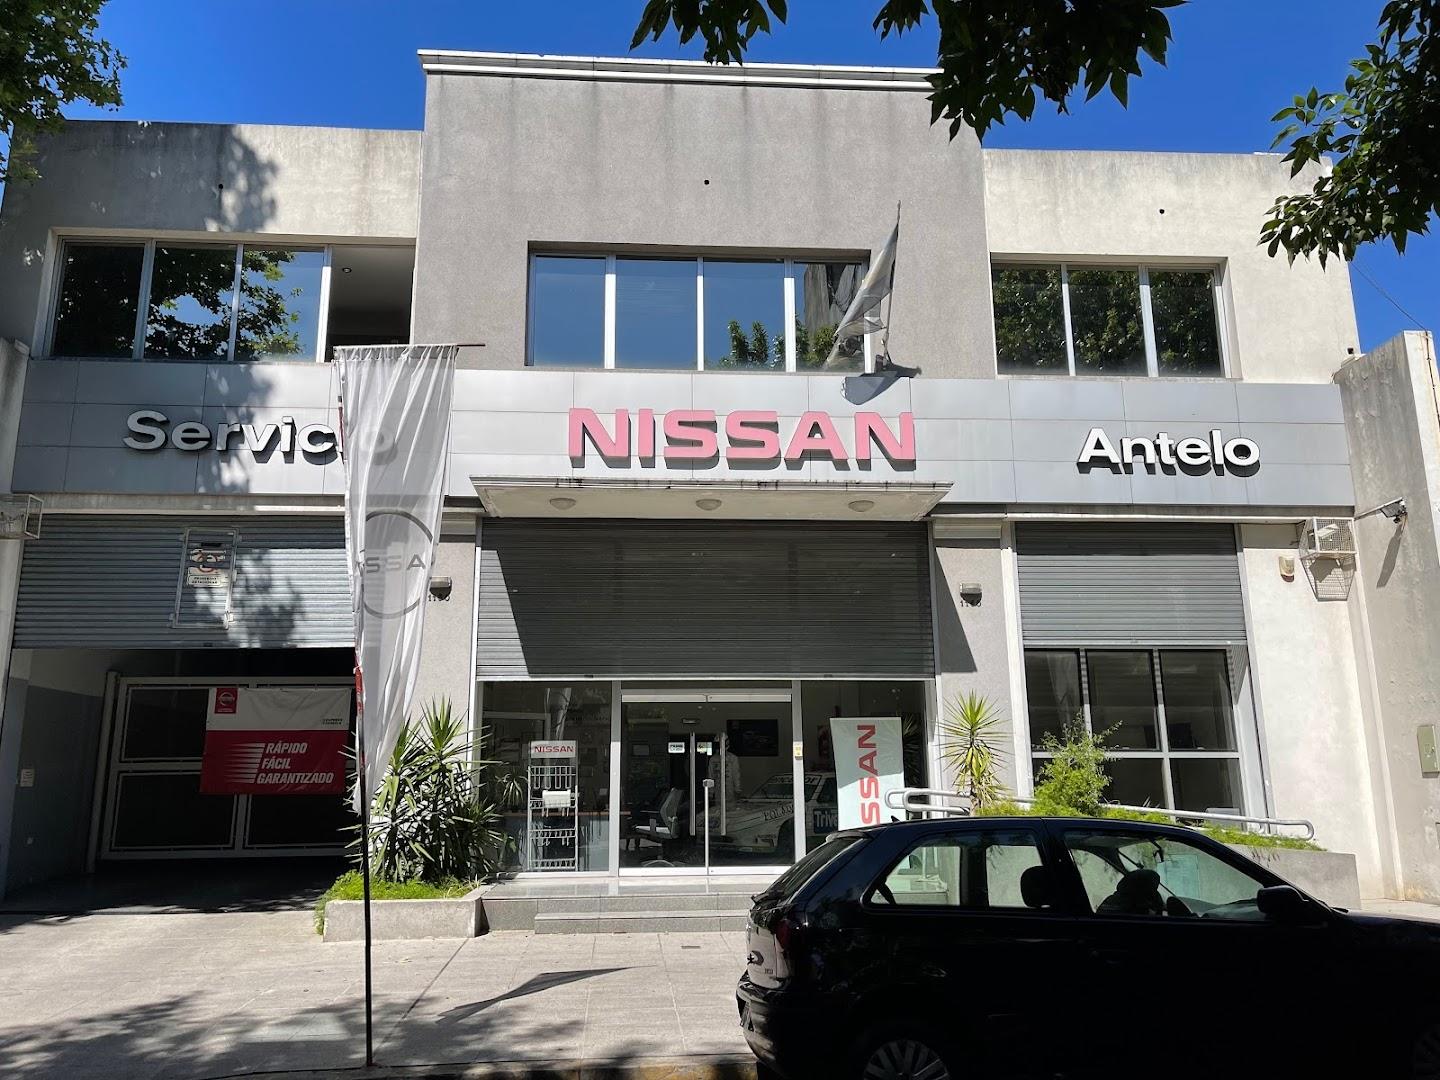 Servicio
NISSAN
Antelo
NISSAN
RÁPIDO
FÁCIL
GARANTIZADO
NISSAN
NISSAN